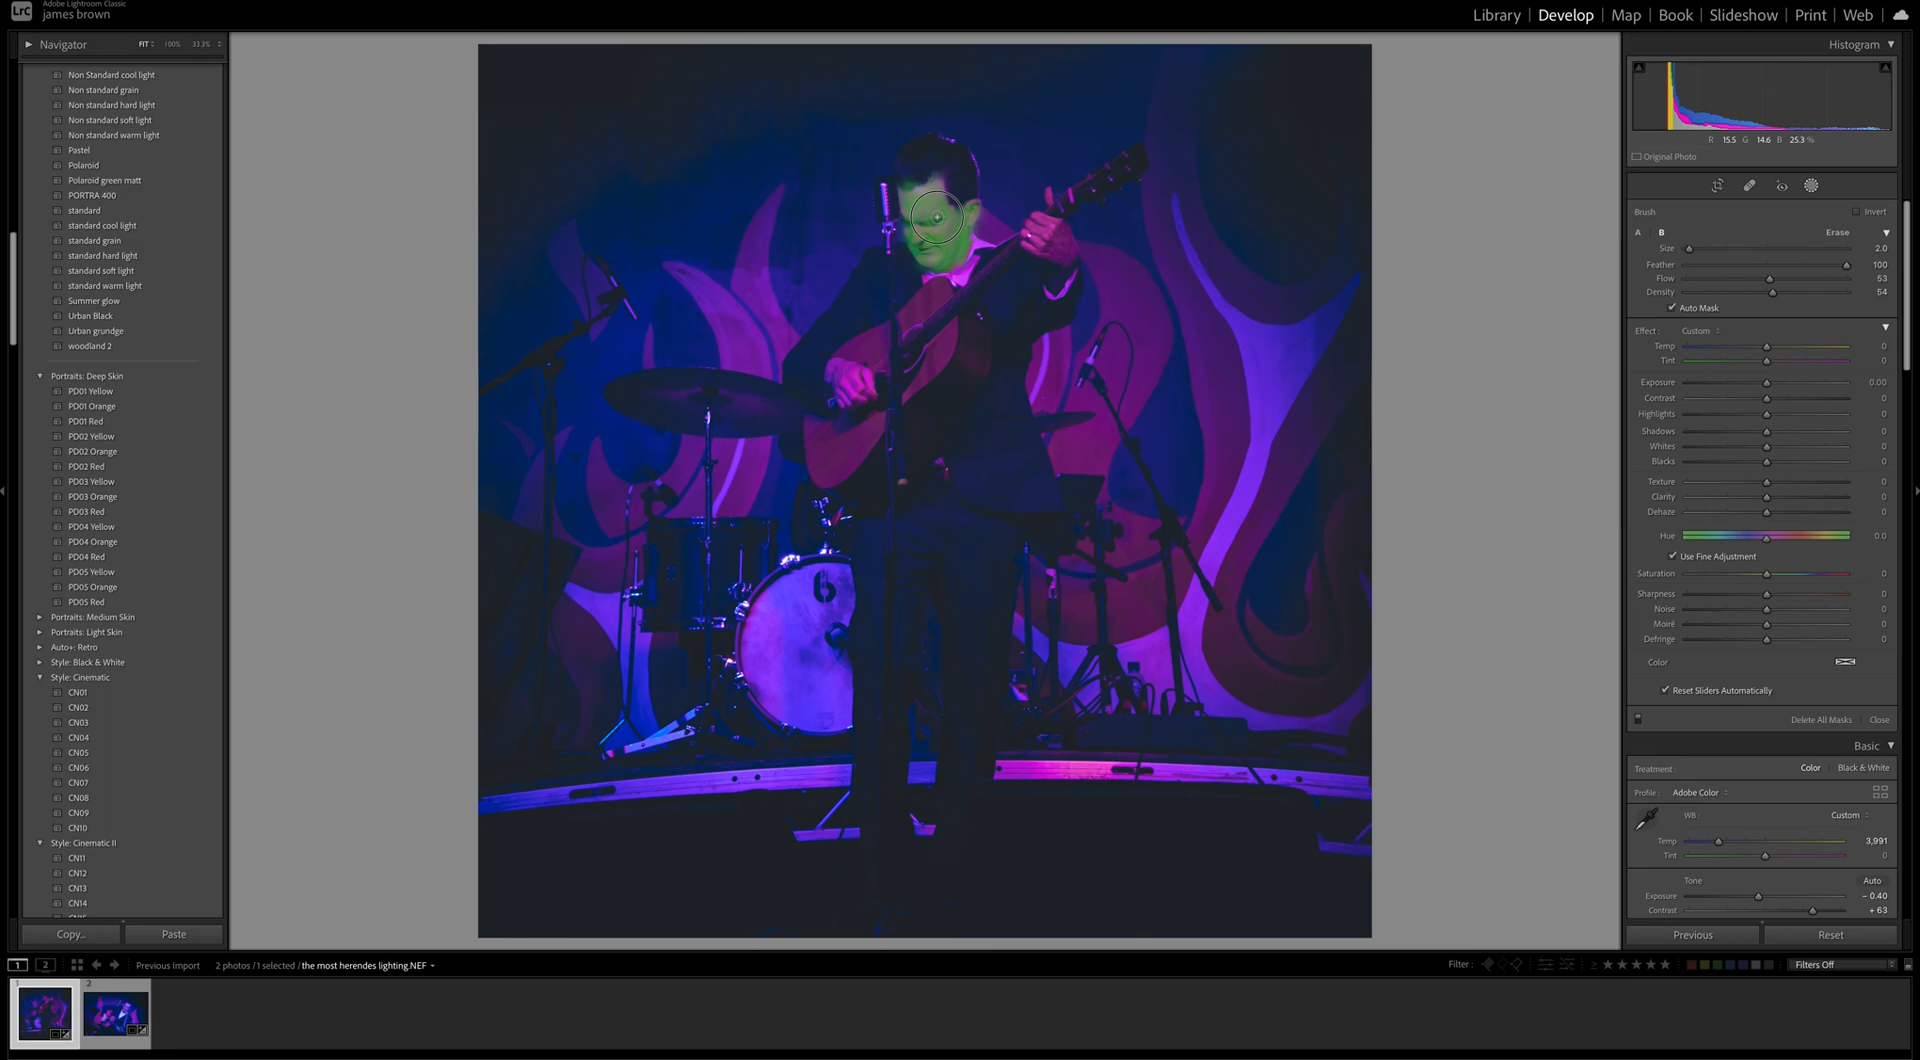 LrC
Adobe Lightroom Classic
james brown
Library | Develop | Map | Book | Slideshow | Print | Web
Navigator FIT 100% 33.3%
Non Standard cool light
Non standard grain
Non standard hard light
Non standard soft light
Non standard warm light
Pastel
Polaroid
Polaroid green matt
PORTRA 400
standard
standard cool light
standard grain
standard hard light
standard soft light
standard warm light
Summer glow
Urban Black
Urban grundge
woodland 2
Portraits: Deep Skin
PD01 Yellow
PD01 Orange
PD01 Red
PD02 Yellow
PD02 Orange
PD02 Red
PD03 Yellow
PD03 Orange
PD03 Red
PD04 Yellow
PD04 Orange
PD04 Red
PD05 Yellow
PD05 Orange
PD05 Red
Portraits: Medium Skin
Portraits: Light Skin
Auto+: Retro
Style: Black & White
Style: Cinematic
CN01
CN02
CN03
CN04
CN05
CN06
CN07
CN08
CN09
CN10
Style: Cinematic II
CN11
CN12
CN13
CN14
Copy... Paste
6
Histogram
R 15.5 G 14.6 B 25.3 %
Original Photo
Brush Invert
A B Erase
Size 2.0
Feather 100
Flow 53
Density 54
Auto Mask
Effect : Custom
Temp 0
Tint 0
Exposure 0.00
Contrast 0
Highlights 0
Shadows 0
Whites 0
Blacks 0
Texture 0
Clarity 0
Dehaze 0
Hue 0.0
Use Fine Adjustment
Saturation 0
Sharpness 0
Noise 0
Moiré 0
Defringe 0
Color
Reset Sliders Automatically
Delete All Masks Close
Basic
Treatment : Color Black & White
Profile : Adobe Color
WB : Custom
Temp 3,991
Tint 0
Tone Auto
Exposure − 0.40
Contrast + 63
Previous Reset
1 2 Previous Import 2 photos /1 selected / the most herendes lighting.NEF
Filter : ≥ ★ ★ ★ ★ ★ Filters Off
1 2